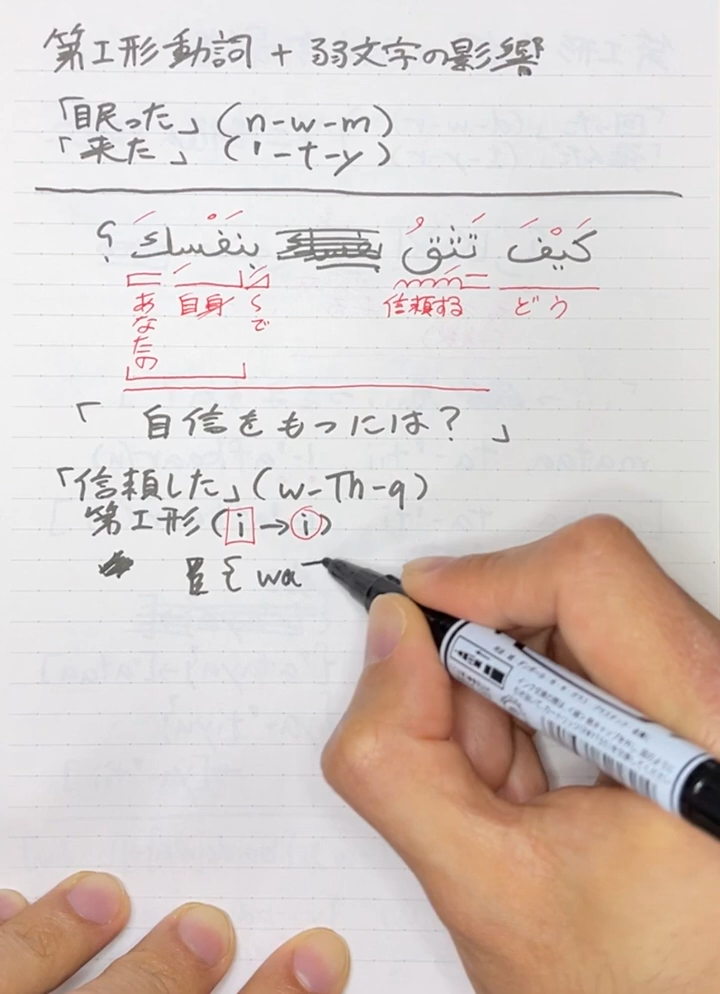 第I形動詞 + 弱文字の影響
「眠った」(n-w-m)
「来た」('-t-y)
كَيْفَ تَثِقُ بنَفْسك؟
あなたの 自身 〜で 信頼する どう
「自信をもつには?」
「信頼した」(w-Th-q)
第I形(i→i)
{ wa